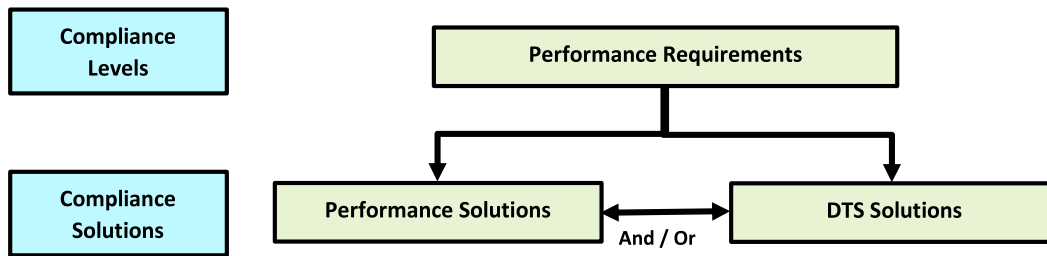 Compliance
Levels
Performance Requirements
Compliance
Solutions
Performance Solutions
And / Or
DTS Solutions